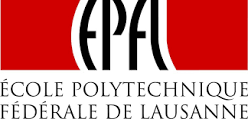 EPFL
ÉCOLE POLYTECHNIQUE
FÉDÉRALE DE LAUSANNE